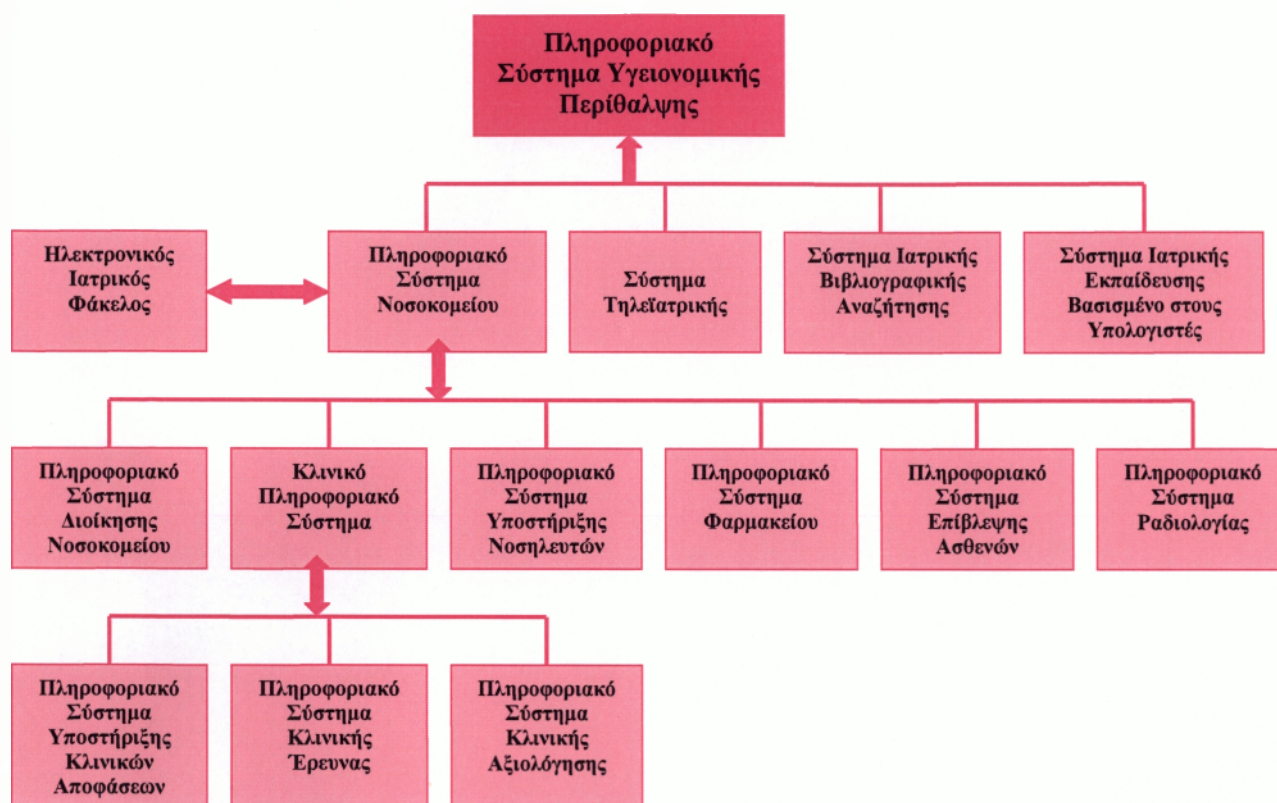 Πληροφοριακό
Σύστημα Υγειονομικής
Περίθαλψης
Ηλεκτρονικός
Ιατρικός
Φάκελος
Πληροφοριακό
Σύστημα
Νοσοκομείου
Σύστημα
Τηλεϊατρικής
Σύστημα Ιατρικής
Βιβλιογραφικής
Αναζήτησης
Σύστημα Ιατρικής
Εκπαίδευσης
Βασισμένο στους
Υπολογιστές
Πληροφοριακό
Σύστημα
Διοίκησης
Νοσοκομείου
Κλινικό
Πληροφοριακό
Σύστημα
Πληροφοριακό
Σύστημα
Υποστήριξης
Νοσηλευτών
Πληροφοριακό
Σύστημα
Φαρμακείου
Πληροφοριακό
Σύστημα
Επίβλεψης
Ασθενών
Πληροφοριακό
Σύστημα
Ραδιολογίας
Πληροφοριακό
Σύστημα
Υποστήριξης
Κλινικών
Αποφάσεων
Πληροφοριακό
Σύστημα
Κλινικής
Έρευνας
Πληροφοριακό
Σύστημα
Κλινικής
Αξιολόγησης